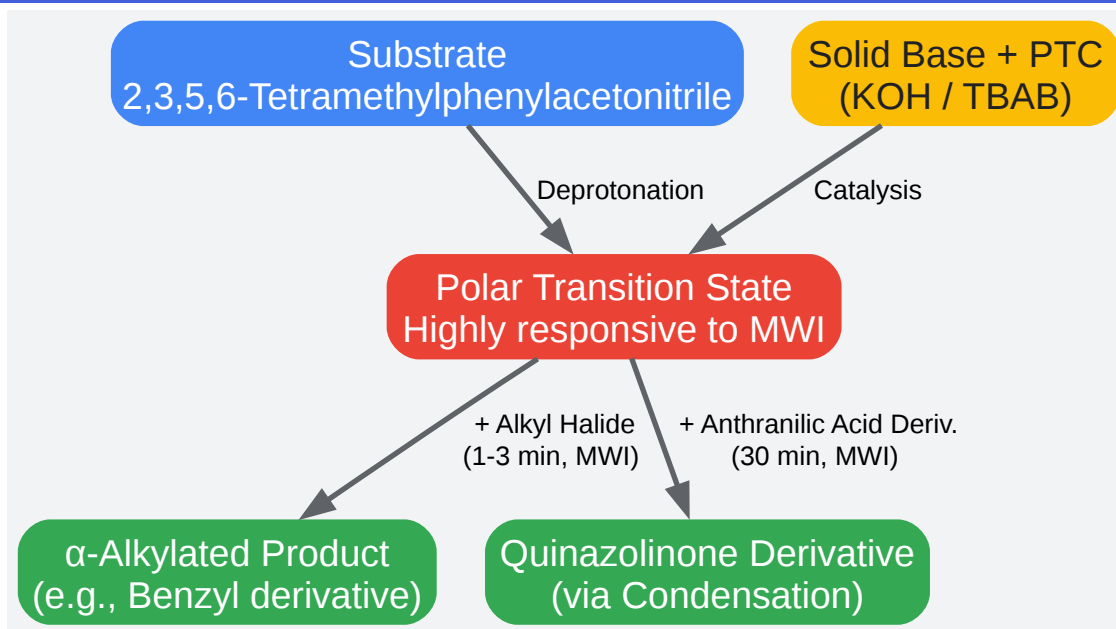 Substrate
2,3,5,6-Tetramethylphenylacetonitrile
Solid Base + PTC
(KOH / TBAB)
Deprotonation
Catalysis
Polar Transition State
Highly responsive to MWI
+ Alkyl Halide
(1-3 min, MWI)
+ Anthranilic Acid Deriv.
(30 min, MWI)
α-Alkylated Product
(e.g., Benzyl derivative)
Quinazolinone Derivative
(via Condensation)